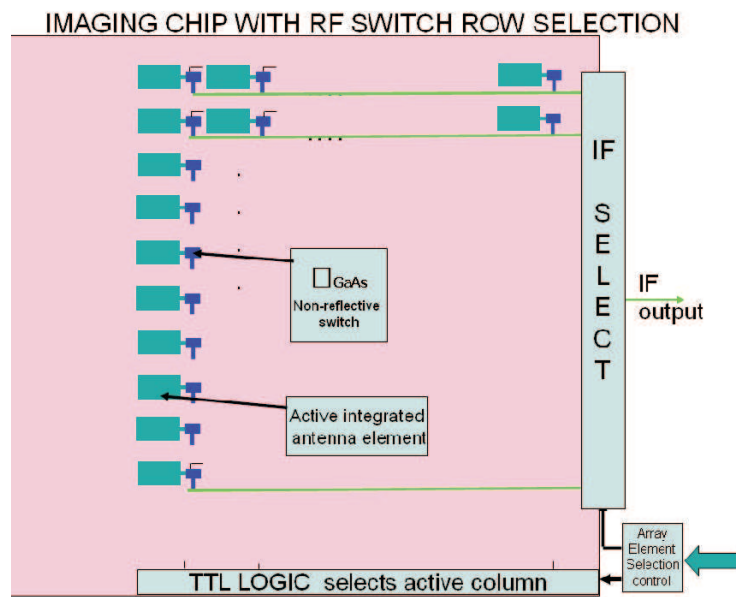 IMAGING CHIP WITH RF SWITCH ROW SELECTION
IF
S
E
L
E
C
T
GaAs
Non-reflective
switch
IF
output
Active integrated
antenna element
Array
Element
Selection
control
TTL LOGIC selects active column